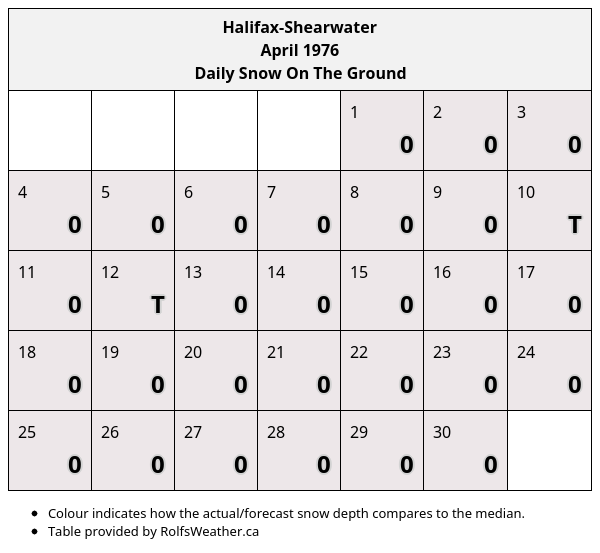 Halifax-Shearwater
April 1976
Daily Snow On The Ground
1 2 3
0 0 0
4 5 6 7 8 9 10
0 0 0 0 0 0 T
11 12 13 14 15 16 17
0 T 0 0 0 0 0
18 19 20 21 22 23 24
0 0 0 0 0 0 0
25 26 27 28 29 30
0 0 0 0 0 0
• Colour indicates how the actual/forecast snow depth compares to the median.
• Table provided by RolfsWeather.ca